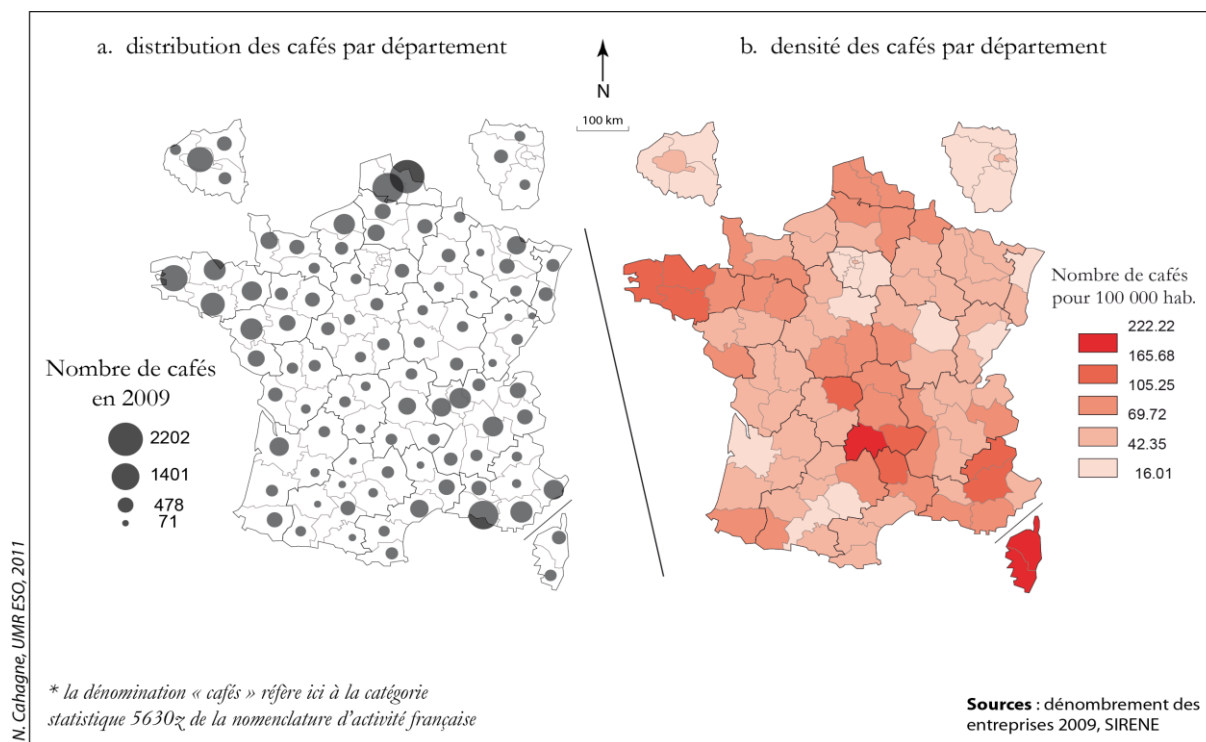 a. distribution des cafés par département
b. densité des cafés par département
N
100 km
Nombre de cafés
en 2009
2202
1401
478
71
Nombre de cafés
pour 100 000 hab.
222.22
165.68
105.25
69.72
42.35
16.01
N. Cahagne, UMR ESO, 2011
* la dénomination « cafés » réfère ici à la catégorie
statistique 5630z de la nomenclature d'activité française
Sources : dénombrement des
entreprises 2009, SIRENE